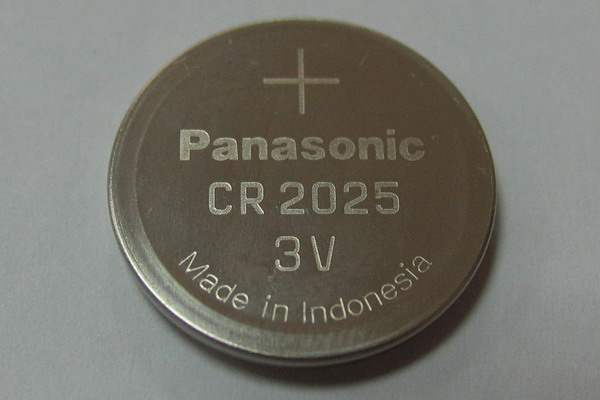 +
Panasonic
CR 2025
3V
Made in Indonesia